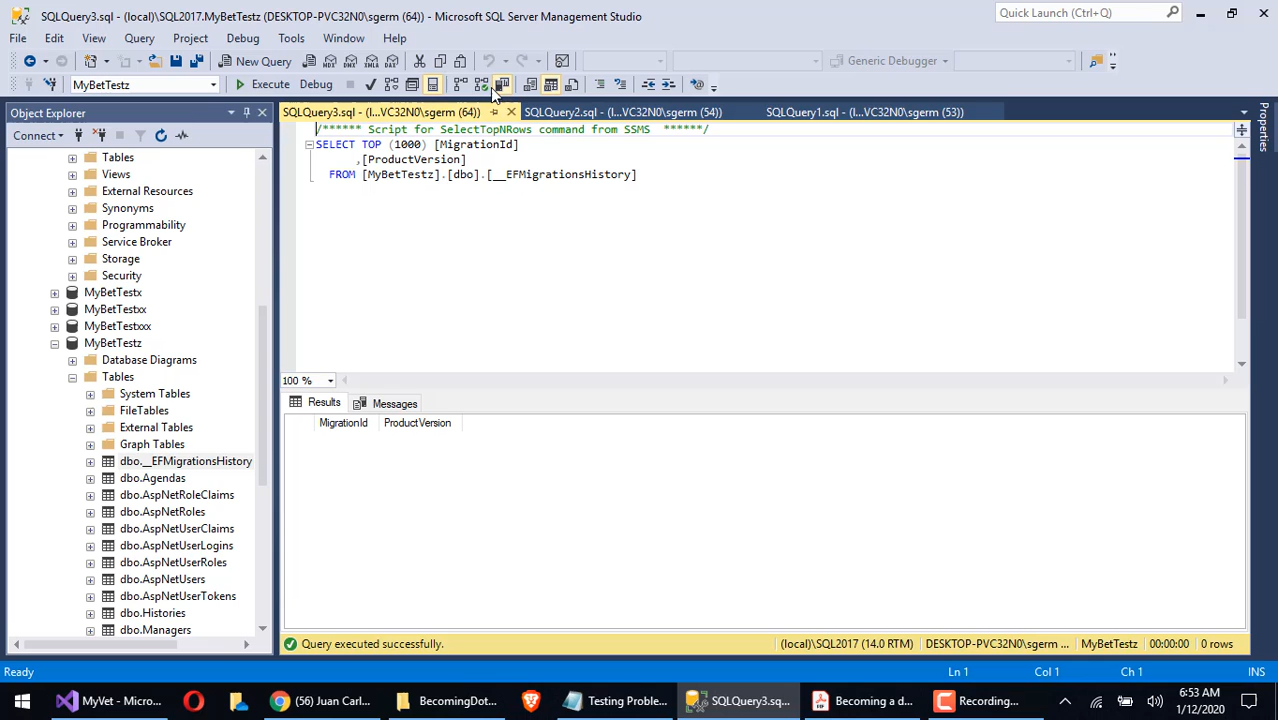 SQLQuery3.sql - (local)\SQL2017.MyBetTestz (DESKTOP-PVC32N0\sgerm (64)) - Microsoft SQL Server Management Studio
Quick Launch (Ctrl+Q)
File Edit View Query Project Debug Tools Window Help
New Query
Generic Debugger
MyBetTestz
Execute Debug
Object Explorer
SQLQuery3.sql - (l...VC32N0\sgerm (64))
SQLQuery2.sql - (l...VC32N0\sgerm (54))
SQLQuery1.sql - (l...VC32N0\sgerm (53))
Properties
Connect
Tables
Views
External Resources
Synonyms
Programmability
Service Broker
Storage
Security
MyBetTestx
MyBetTestxx
MyBetTestxxx
MyBetTestz
Database Diagrams
Tables
System Tables
FileTables
External Tables
Graph Tables
dbo.__EFMigrationsHistory
dbo.Agendas
dbo.AspNetRoleClaims
dbo.AspNetRoles
dbo.AspNetUserClaims
dbo.AspNetUserLogins
dbo.AspNetUserRoles
dbo.AspNetUsers
dbo.AspNetUserTokens
dbo.Histories
dbo.Managers
/****** Script for SelectTopNRows command from SSMS ******/
SELECT TOP (1000) [MigrationId]
,[ProductVersion]
FROM [MyBetTestz].[dbo].[__EFMigrationsHistory]
100 %
Results Messages
MigrationId ProductVersion
Query executed successfully.
(local)\SQL2017 (14.0 RTM) DESKTOP-PVC32N0\sgerm ... MyBetTestz 00:00:00 0 rows
Ready Ln 1 Col 1 Ch 1 INS
MyVet - Micros...
(56) Juan Carl...
BecomingDot...
Testing Proble...
SQLQuery3.sq...
Becoming a d...
Recording...
6:53 AM
1/12/2020